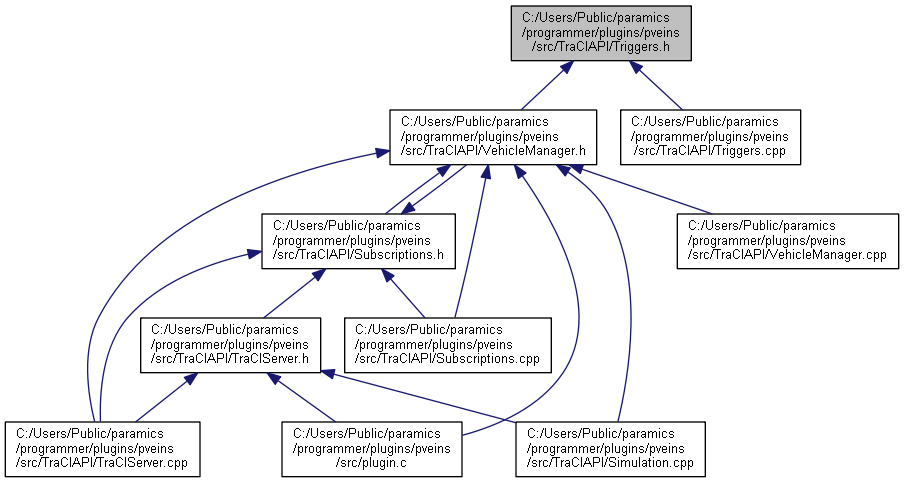 C:/Users/Public/paramics
/programmer/plugins/pveins
/src/TraCIAPI/Triggers.h
C:/Users/Public/paramics
/programmer/plugins/pveins
/src/TraCIAPI/VehicleManager.h
C:/Users/Public/paramics
/programmer/plugins/pveins
/src/TraCIAPI/Triggers.cpp
C:/Users/Public/paramics
/programmer/plugins/pveins
/src/TraCIAPI/Subscriptions.h
C:/Users/Public/paramics
/programmer/plugins/pveins
/src/TraCIAPI/VehicleManager.cpp
C:/Users/Public/paramics
/programmer/plugins/pveins
/src/TraCIAPI/TraCIServer.h
C:/Users/Public/paramics
/programmer/plugins/pveins
/src/TraCIAPI/Subscriptions.cpp
C:/Users/Public/paramics
/programmer/plugins/pveins
/src/TraCIAPI/TraCIServer.cpp
C:/Users/Public/paramics
/programmer/plugins/pveins
/src/plugin.c
C:/Users/Public/paramics
/programmer/plugins/pveins
/src/TraCIAPI/Simulation.cpp